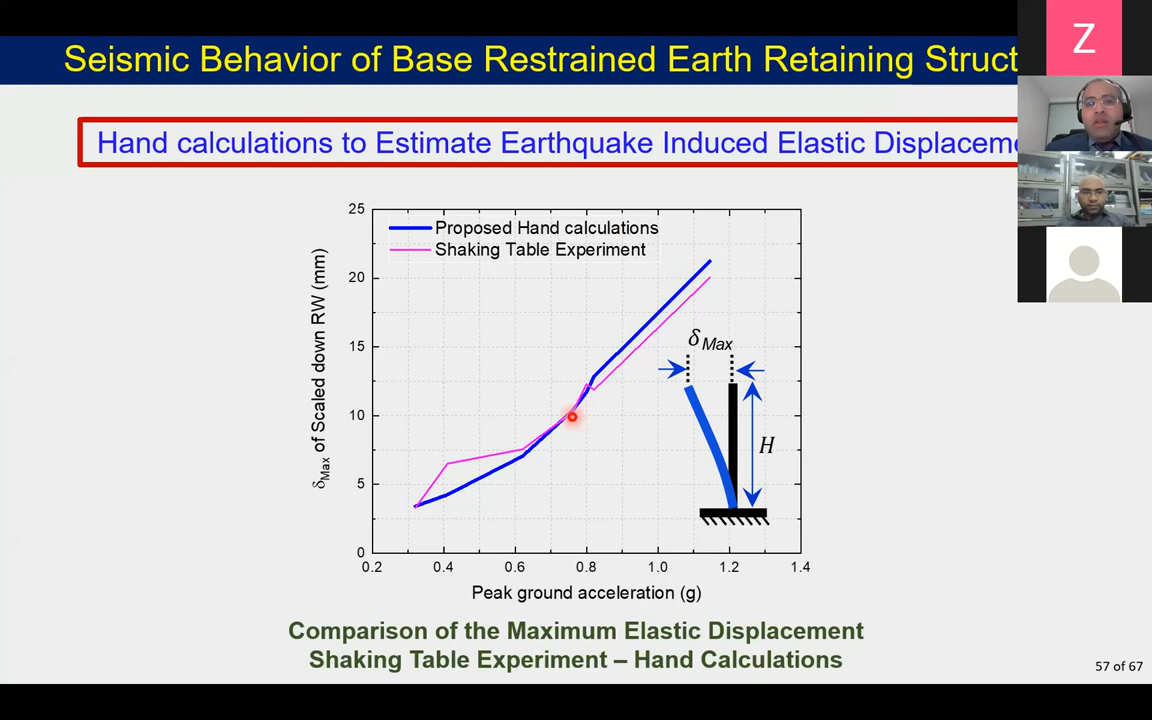 Seismic Behavior of Base Restrained Earth Retaining Struct
Z
Hand calculations to Estimate Earthquake Induced Elastic Displaceme
25
20
15
10
5
0
δMax of Scaled down RW (mm)
Proposed Hand calculations
Shaking Table Experiment
δMax
H
0.2 0.4 0.6 0.8 1.0 1.2 1.4
Peak ground acceleration (g)
Comparison of the Maximum Elastic Displacement
Shaking Table Experiment – Hand Calculations
57 of 67